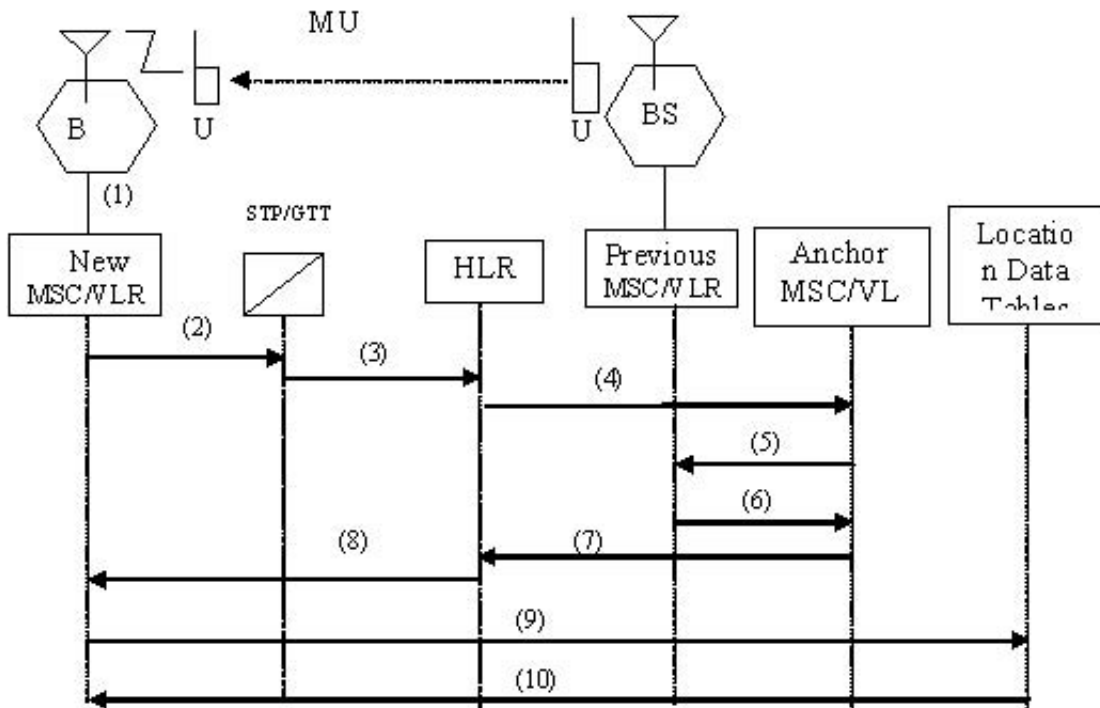 MU
B
U
U
BS
(1)
STP/GTT
New
MSC/VLR
HLR
Previous
MSC/VLR
Anchor
MSC/VL
Locatio
n Data
Tables
(2)
(3)
(4)
(5)
(6)
(7)
(8)
(9)
(10)